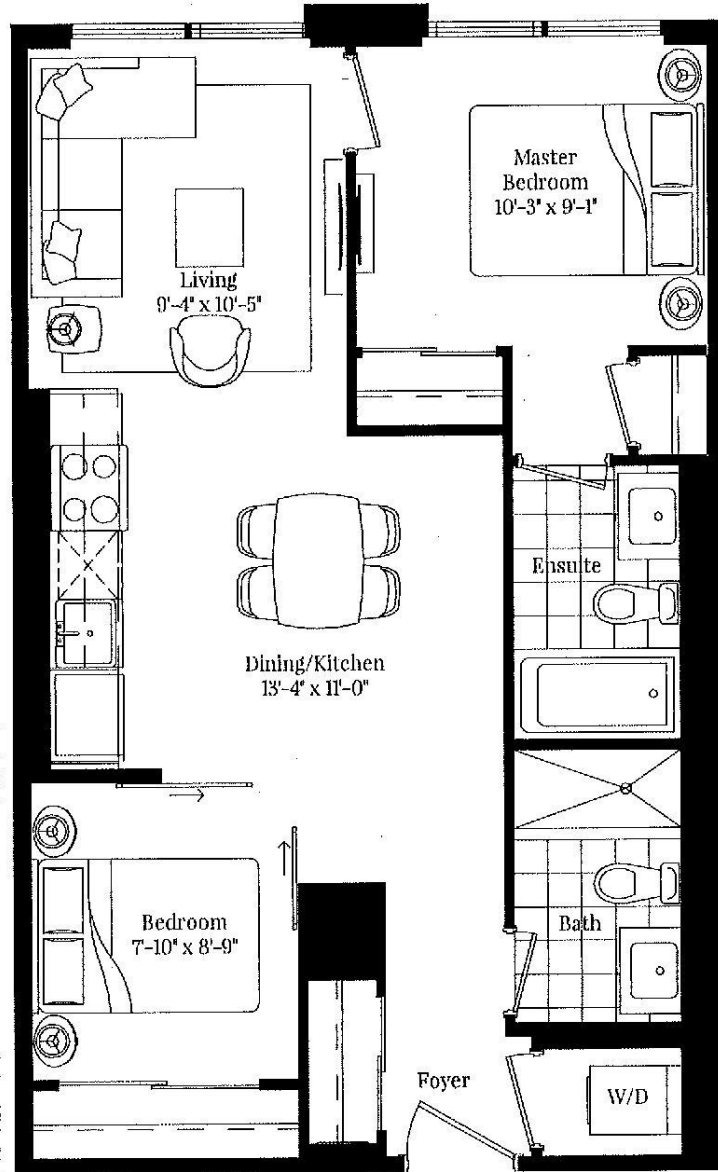 Master
Bedroom
10'-3" x 9'-1"
Living
9'-4" x 10'-5"
Ensuite
Dining/Kitchen
13'-4" x 11'-0"
Bedroom
7'-10" x 8'-9"
Bath
Foyer
W/D